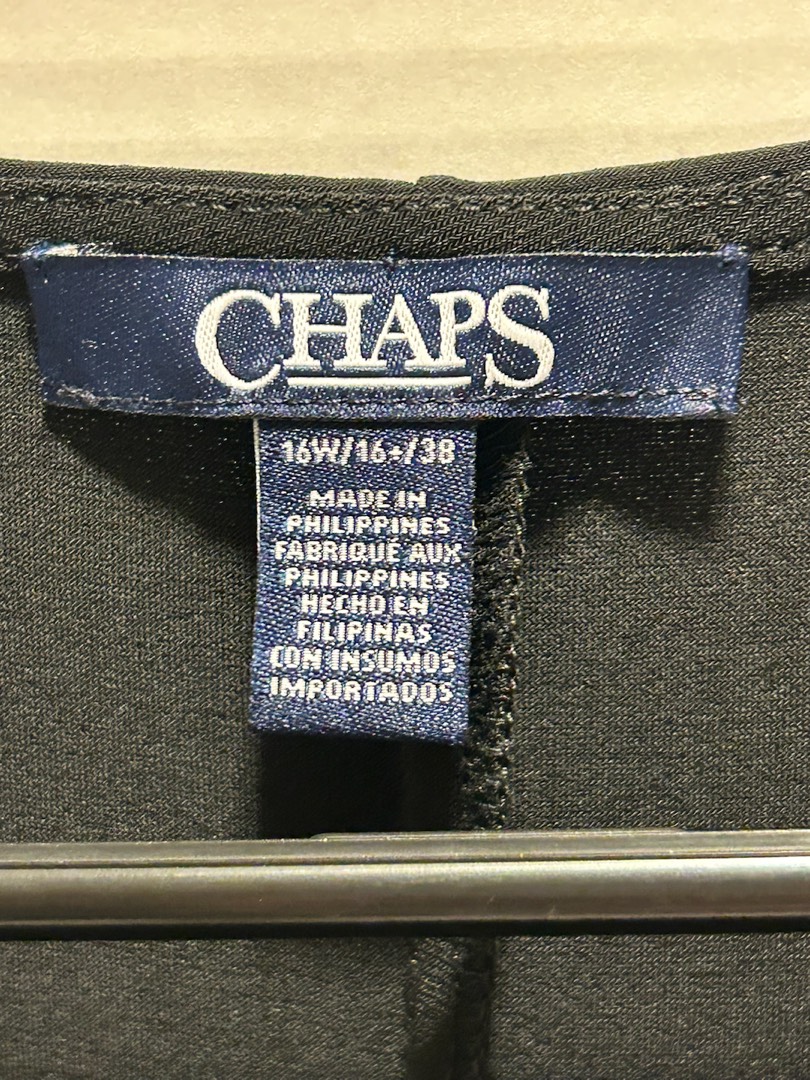 CHAPS
16W/16+/38
MADE IN
PHILIPPINES
FABRIQUÉ AUX
PHILIPPINES
HECHO EN
FILIPINAS
CON INSUMOS
IMPORTADOS